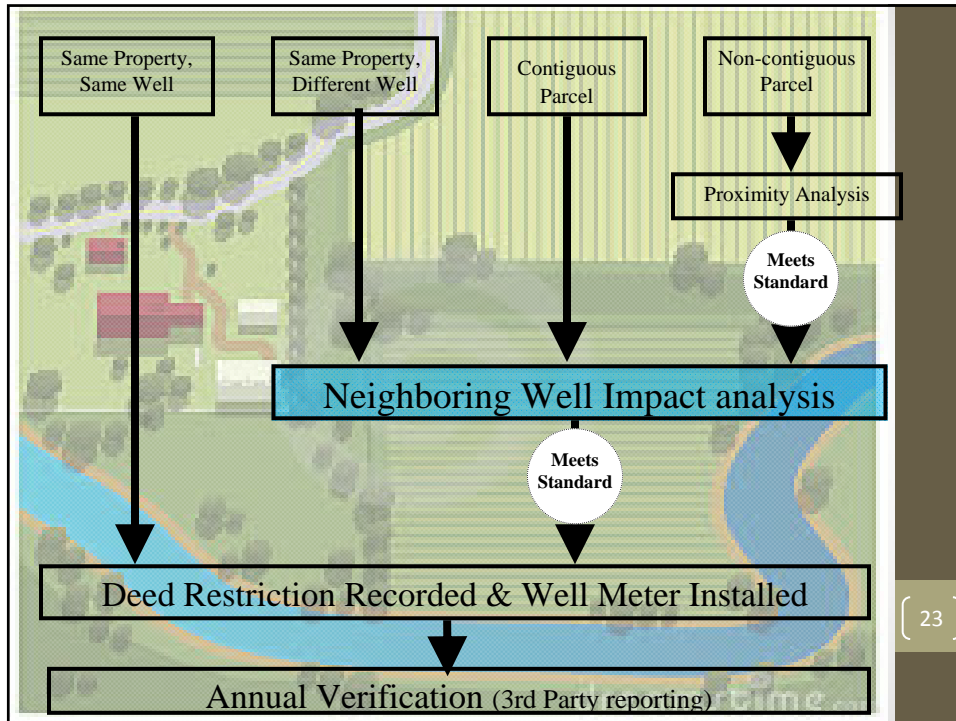 Same Property,
Same Well
Same Property,
Different Well
Contiguous
Parcel
Non-contiguous
Parcel
Proximity Analysis
Meets
Standard
Neighboring Well Impact analysis
Meets
Standard
Deed Restriction Recorded & Well Meter Installed
23
Annual Verification (3rd Party reporting)